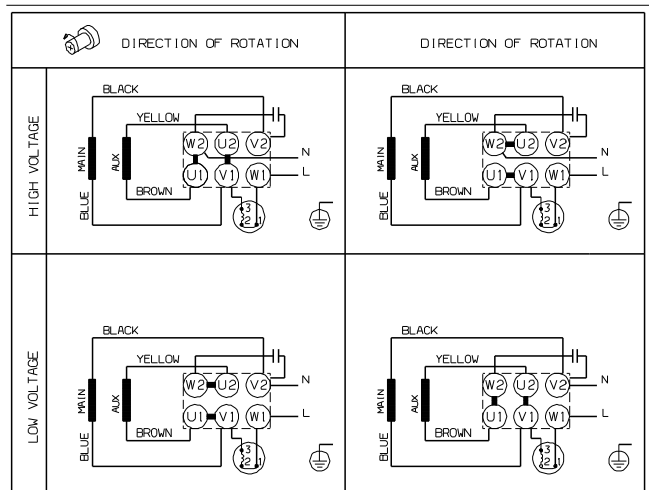 DIRECTION OF ROTATION
DIRECTION OF ROTATION
HIGH VOLTAGE
BLACK
YELLOW
MAIN
AUX
W2 U2 V2
N
U1 V1 W1
L
BROWN
BLUE
3
2 1
BLACK
YELLOW
MAIN
AUX
W2 U2 V2
N
U1 V1 W1
L
BROWN
BLUE
3
2 1
LOW VOLTAGE
BLACK
YELLOW
MAIN
AUX
W2 U2 V2
N
U1 V1 W1
L
BROWN
BLUE
3
2 1
BLACK
YELLOW
MAIN
AUX
W2 U2 V2
N
U1 V1 W1
L
BROWN
BLUE
3
2 1